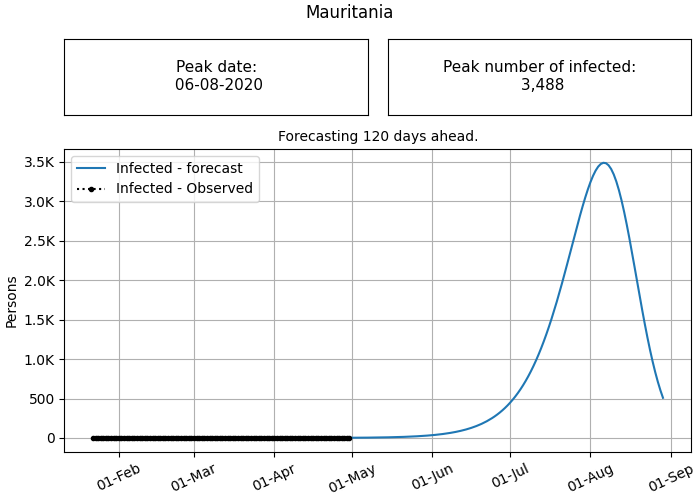 Mauritania
Peak date:
06-08-2020
Peak number of infected:
3,488
Forecasting 120 days ahead.
Infected - forecast
Infected - Observed
Persons
3.5K
3.0K
2.5K
2.0K
1.5K
1.0K
500
0
01-Feb
01-Mar
01-Apr
01-May
01-Jun
01-Jul
01-Aug
01-Sep